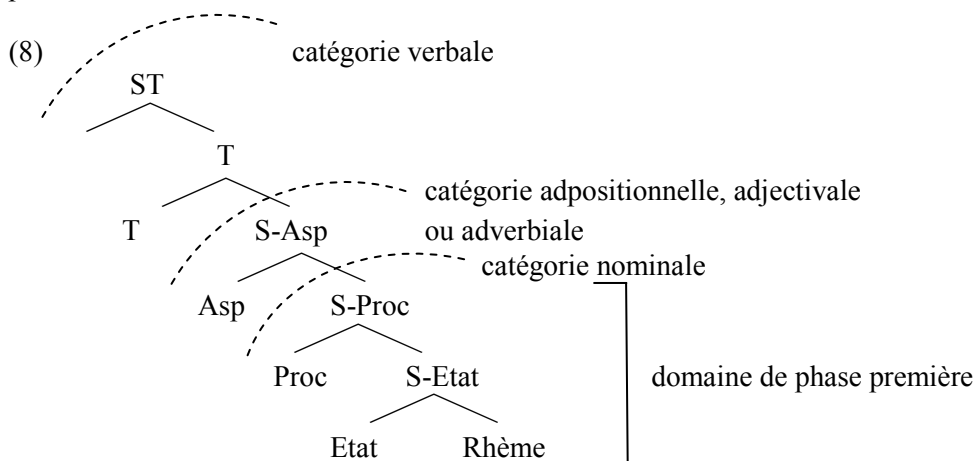 (8) catégorie verbale
ST
T
catégorie adpositionnelle, adjectivale
T S-Asp ou adverbiale
catégorie nominale
Asp S-Proc
Proc S-Etat domaine de phase première
Etat Rhème